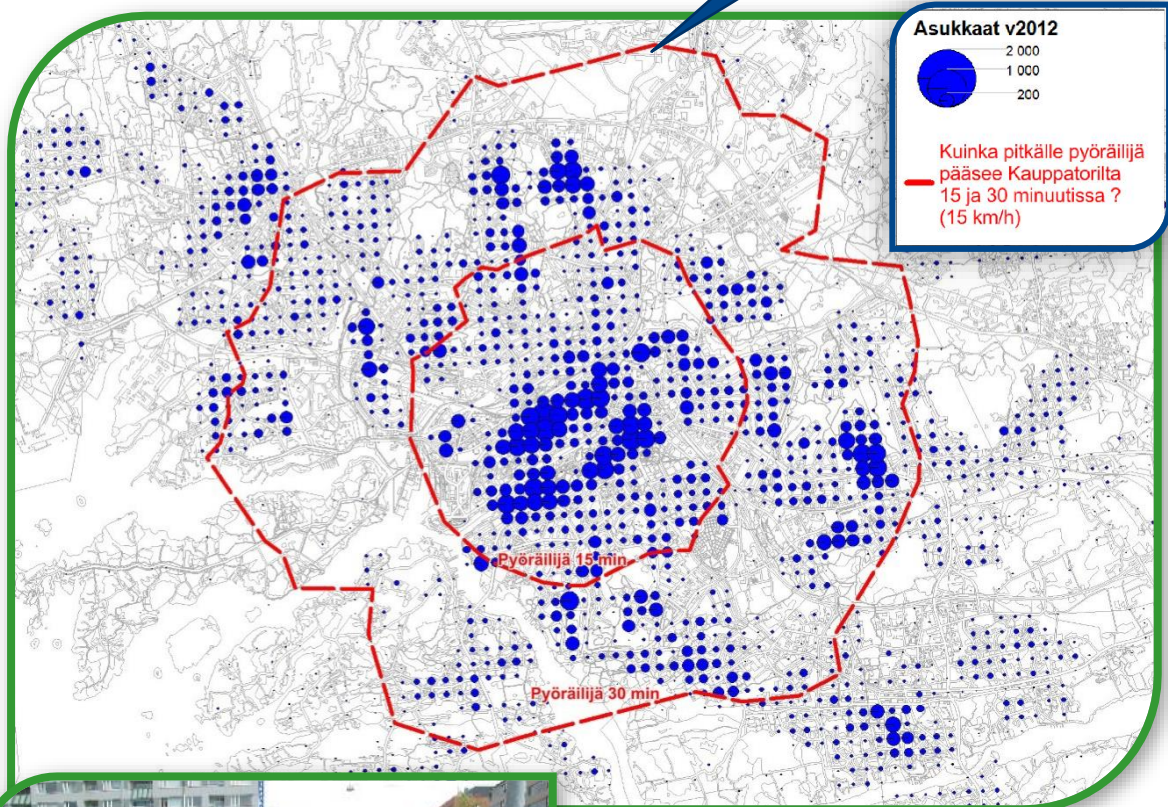 Asukkaat v2012
2 000
1 000
200
Kuinka pitkälle pyöräilijä
pääsee Kauppatorilta
15 ja 30 minuutissa ?
(15 km/h)
Pyöräilijä 15 min
Pyöräilijä 30 min